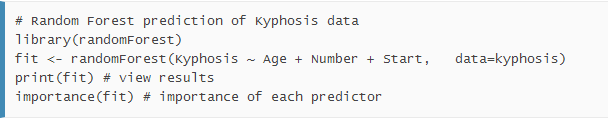 # Random Forest prediction of Kyphosis data
library(randomForest)
fit <- randomForest(Kyphosis ~ Age + Number + Start,   data=kyphosis)
print(fit) # view results
importance(fit) # importance of each predictor